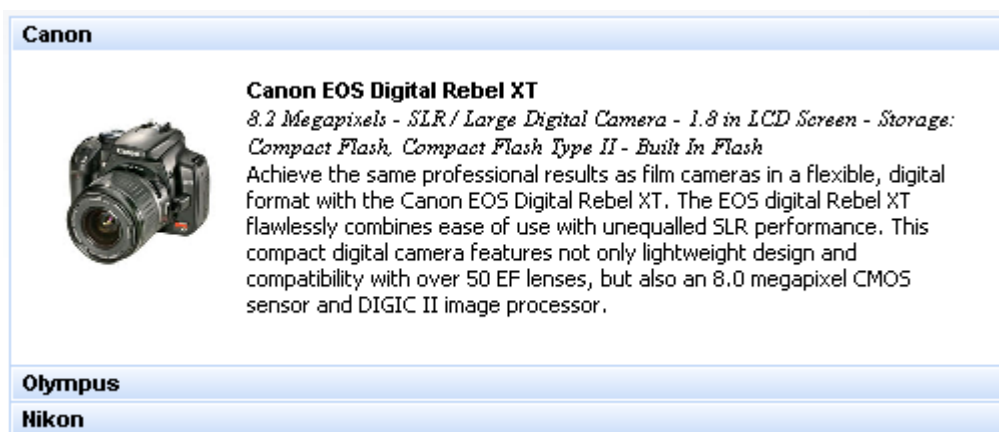 Canon
Canon EOS Digital Rebel XT
8.2 Megapixels - SLR / Large Digital Camera - 1.8 in LCD Screen - Storage:
Compact Flash, Compact Flash Type II - Built In Flash
Achieve the same professional results as film cameras in a flexible, digital
format with the Canon EOS Digital Rebel XT. The EOS digital Rebel XT
flawlessly combines ease of use with unequalled SLR performance. This
compact digital camera features not only lightweight design and
compatibility with over 50 EF lenses, but also an 8.0 megapixel CMOS
sensor and DIGIC II image processor.
Olympus
Nikon